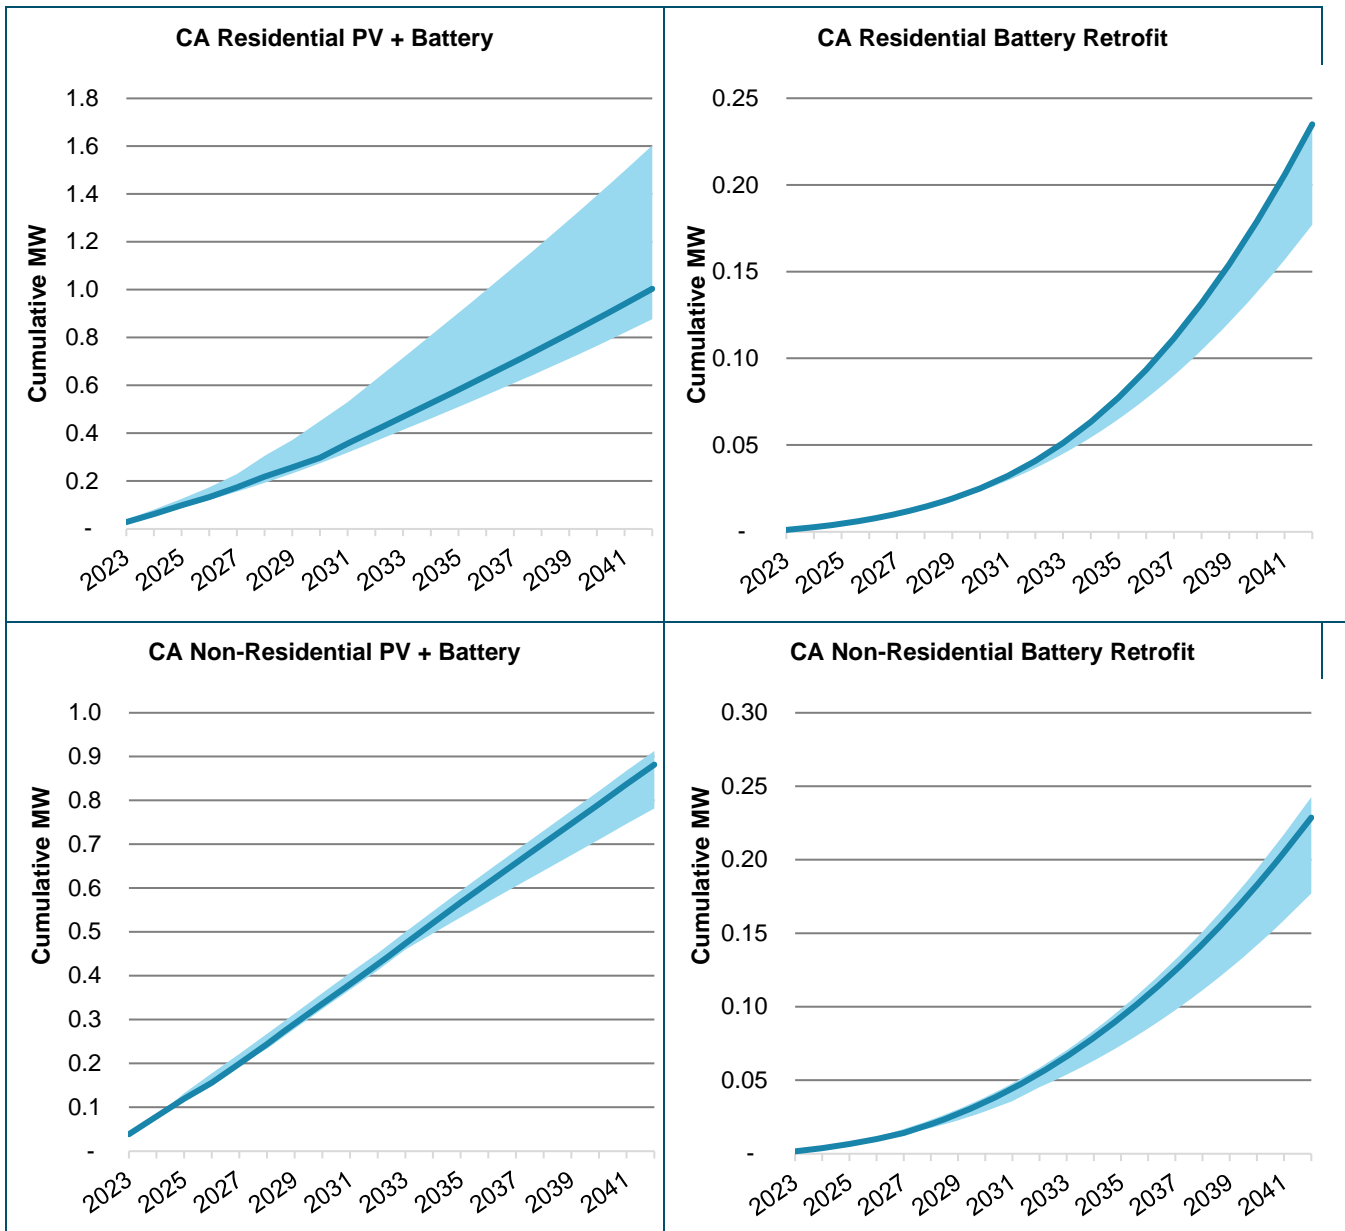 CA Residential PV + Battery
Cumulative MW
1.8
1.6
1.4
1.2
1.0
0.8
0.6
0.4
0.2
-
2023 2025 2027 2029 2031 2033 2035 2037 2039 2041
CA Residential Battery Retrofit
Cumulative MW
0.25
0.20
0.15
0.10
0.05
-
2023 2025 2027 2029 2031 2033 2035 2037 2039 2041
CA Non-Residential PV + Battery
Cumulative MW
1.0
0.9
0.8
0.7
0.6
0.5
0.4
0.3
0.2
0.1
-
2023 2025 2027 2029 2031 2033 2035 2037 2039 2041
CA Non-Residential Battery Retrofit
Cumulative MW
0.30
0.25
0.20
0.15
0.10
0.05
-
2023 2025 2027 2029 2031 2033 2035 2037 2039 2041